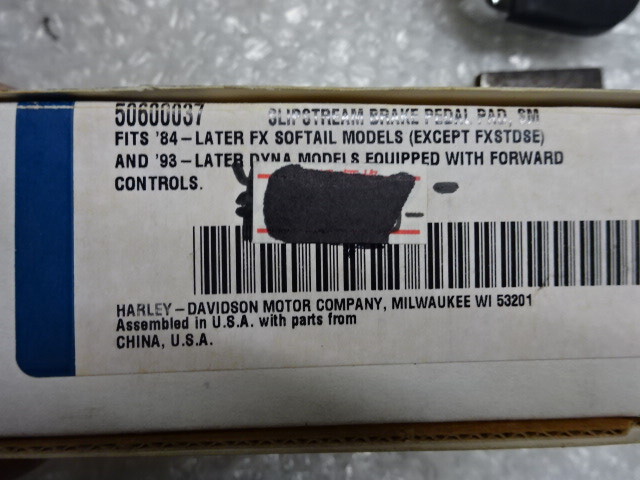 50600037 SLIPSTREAM BRAKE PEDAL PAD, SM
FITS '84-LATER FX SOFTAIL MODELS (EXCEPT FXSTDSE)
AND '93-LATER DYNA MODELS EQUIPPED WITH FORWARD
CONTROLS.
HARLEY-DAVIDSON MOTOR COMPANY, MILWAUKEE WI 53201
Assembled in U.S.A. with parts from
CHINA, U.S.A.